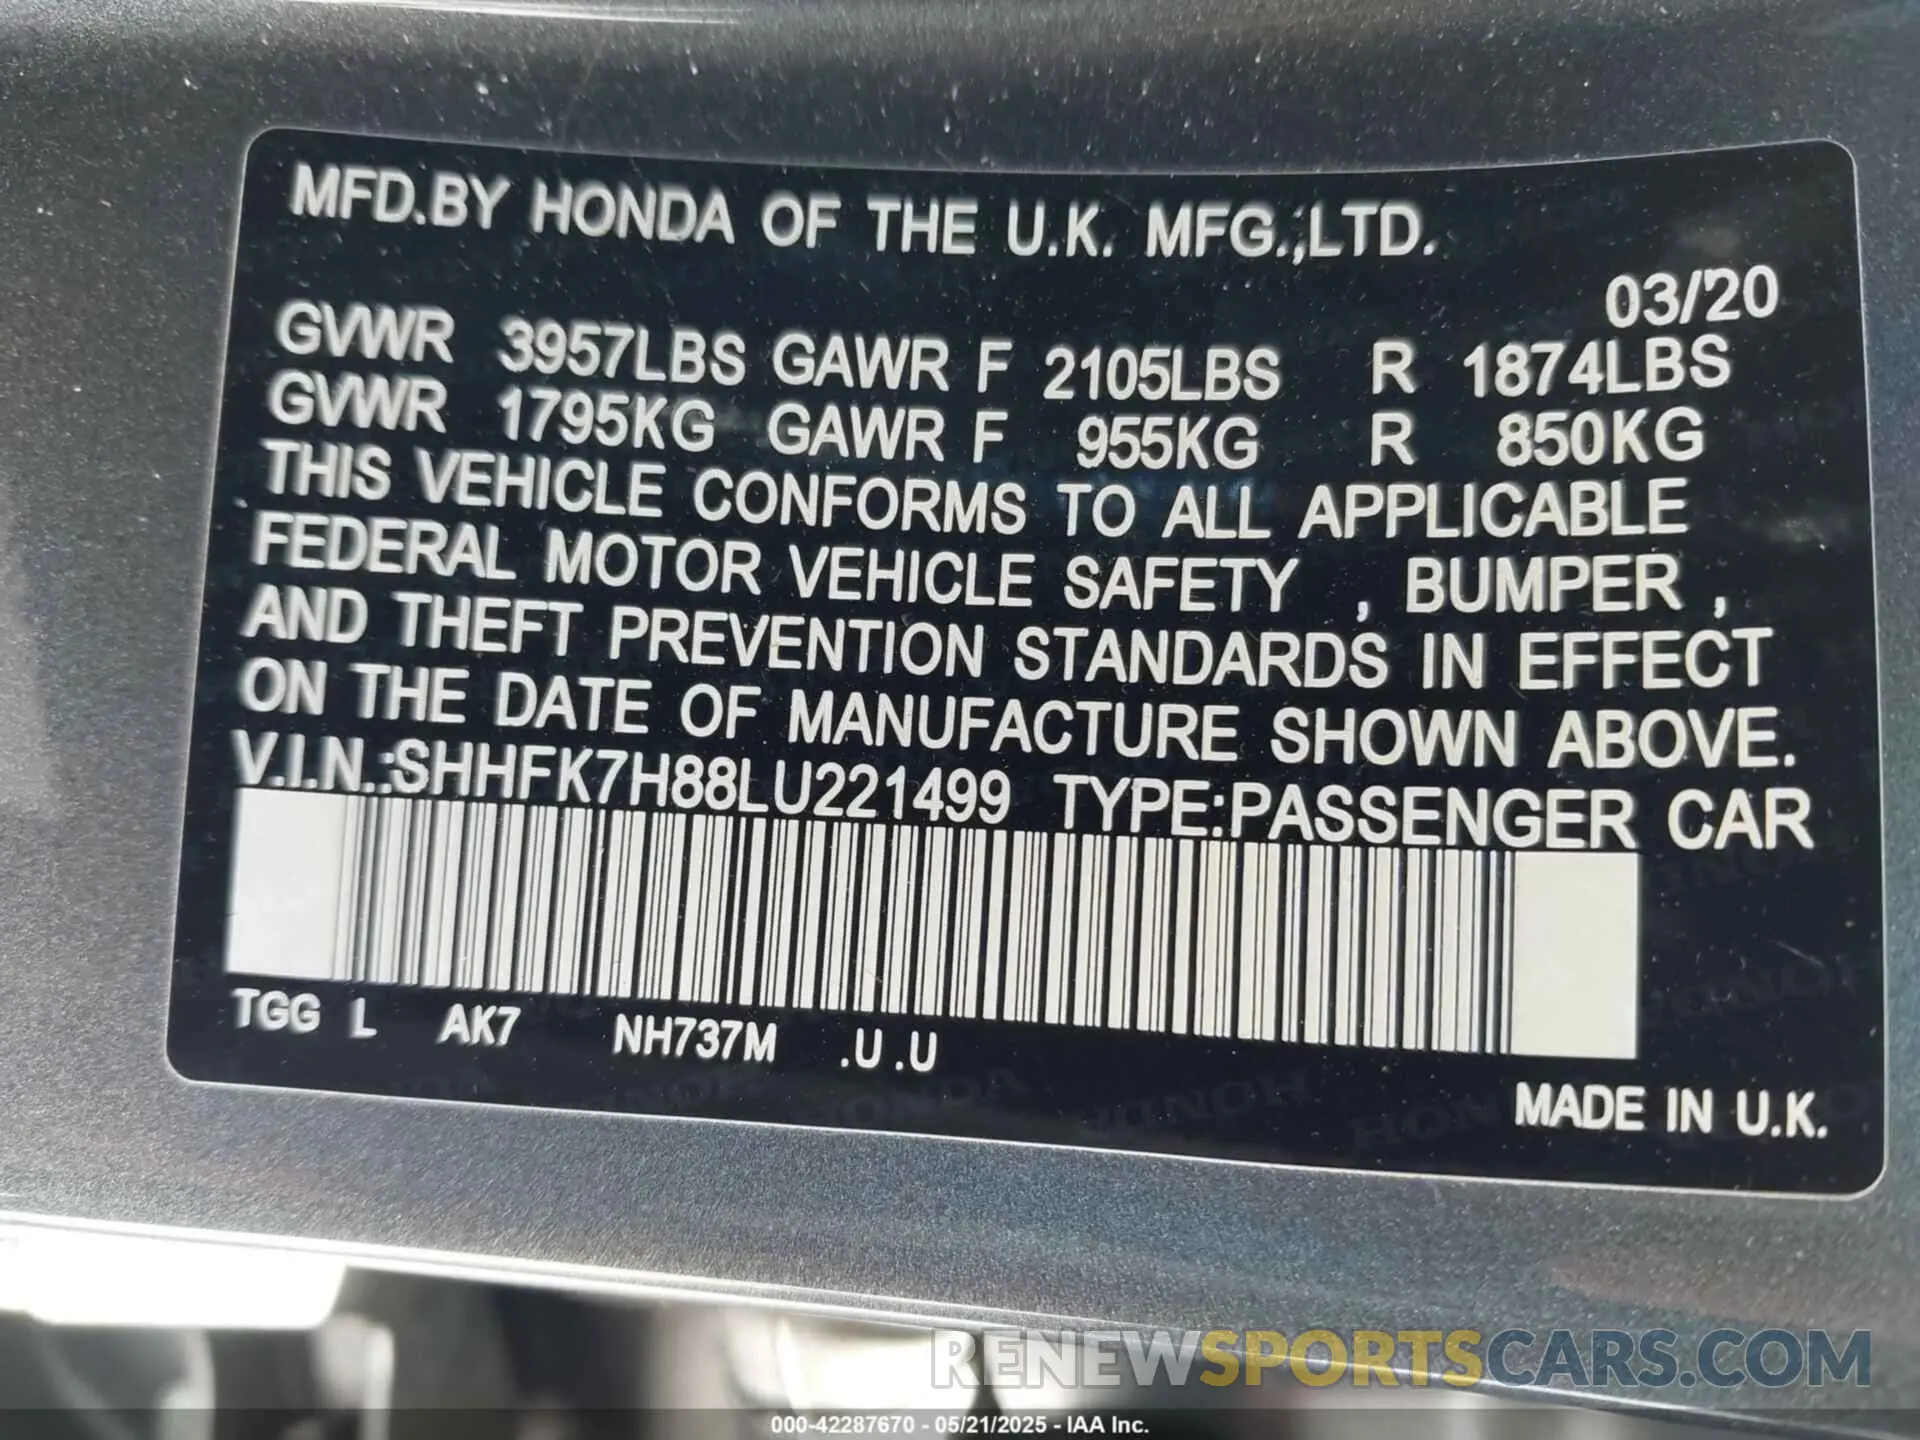 MFD.BY HONDA OF THE U.K. MFG.,LTD.
03/20
GVWR 3957LBS GAWR F 2105LBS R 1874LBS
GVWR 1795KG GAWR F 955KG R 850KG
THIS VEHICLE CONFORMS TO ALL APPLICABLE
FEDERAL MOTOR VEHICLE SAFETY , BUMPER ,
AND THEFT PREVENTION STANDARDS IN EFFECT
ON THE DATE OF MANUFACTURE SHOWN ABOVE.
V.I.N.:SHHFK7H88LU221499 TYPE:PASSENGER CAR
TGG L AK7 NH737M .U .U
MADE IN U.K.
RENEWSPORTSCARS.COM
000-42287670 - 05/21/2025 - IAA Inc.